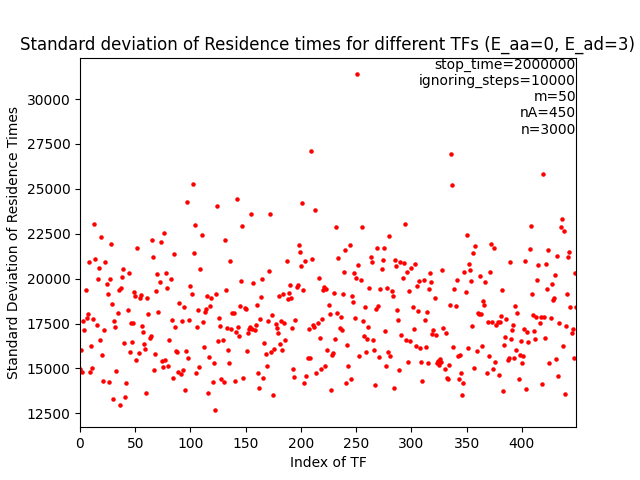 Standard deviation of Residence times for different TFs (E_aa=0, E_ad=3)
stop_time=2000000
ignoring_steps=10000
m=50
nA=450
n=3000
30000
27500
25000
22500
20000
17500
15000
12500
Standard Deviation of Residence Times
0 50 100 150 200 250 300 350 400
Index of TF